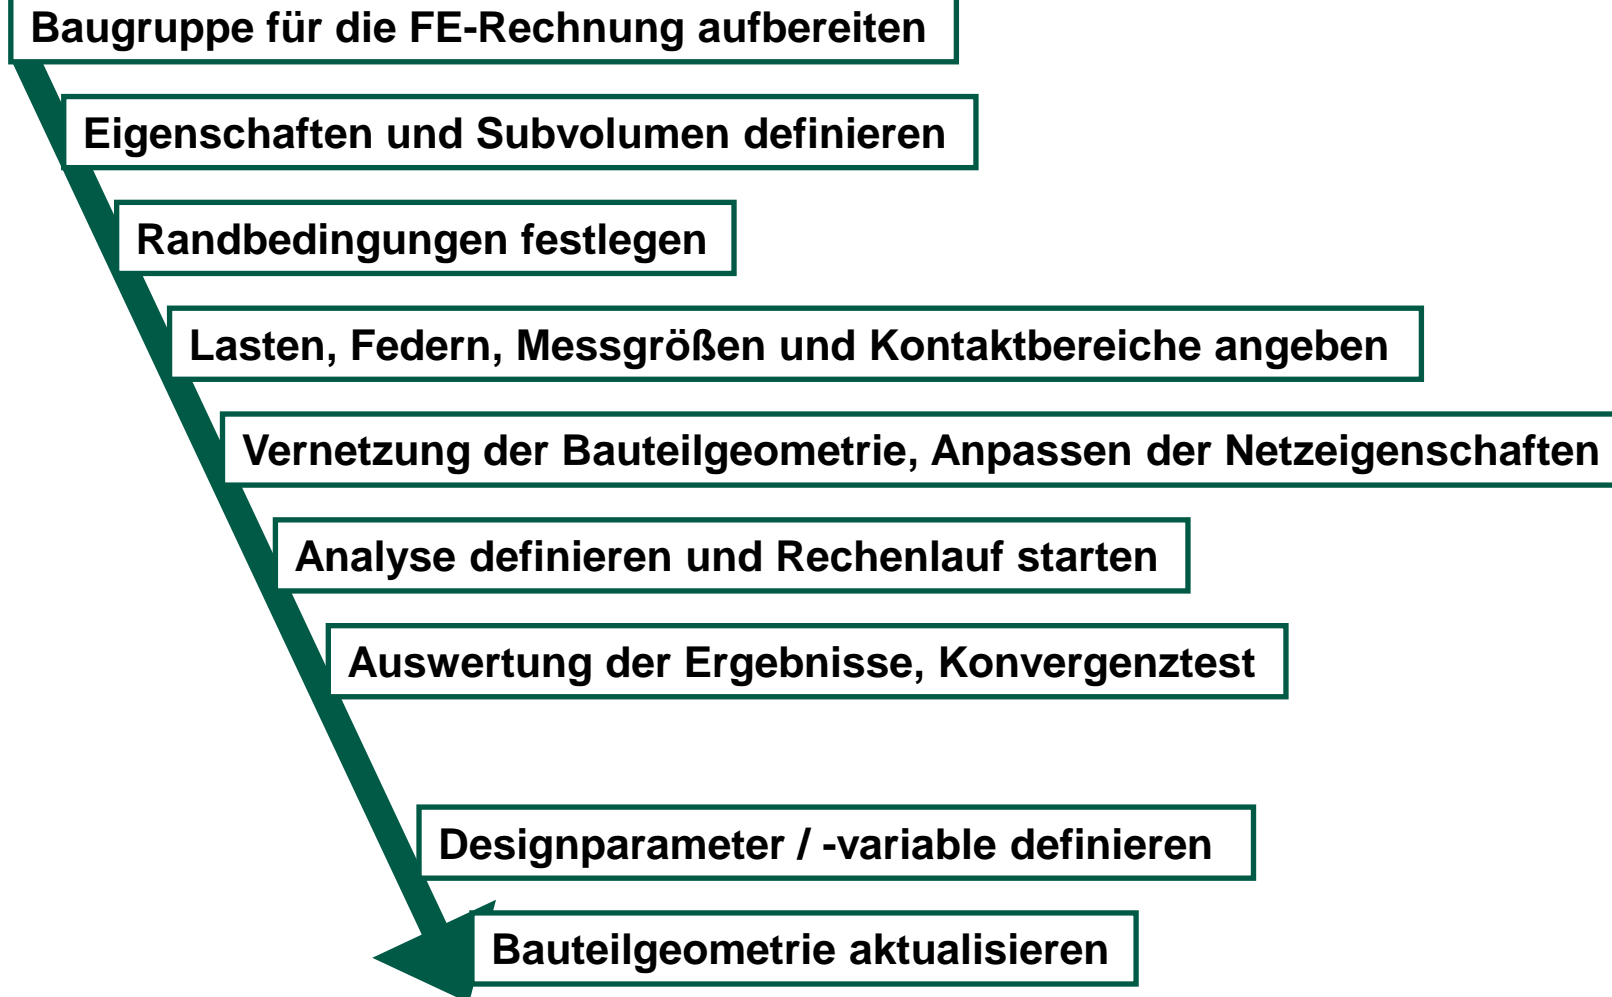 Baugruppe für die FE-Rechnung aufbereiten
Eigenschaften und Subvolumen definieren
Randbedingungen festlegen
Lasten, Federn, Messgrößen und Kontaktbereiche angeben
Vernetzung der Bauteilgeometrie, Anpassen der Netzeigenschaften
Analyse definieren und Rechenlauf starten
Auswertung der Ergebnisse, Konvergenztest
Designparameter / -variable definieren
Bauteilgeometrie aktualisieren